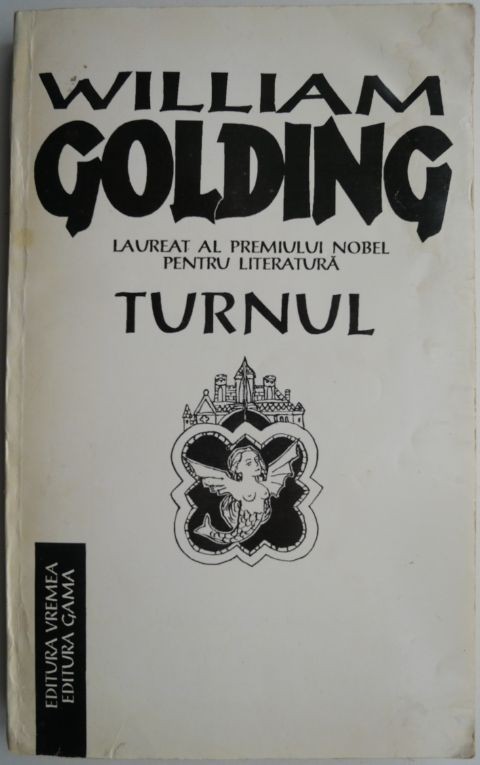 WILLIAM
GOLDING
LAUREAT AL PREMIULUI NOBEL
PENTRU LITERATURĂ
TURNUL
EDITURA VREMEA
EDITURA GAMA